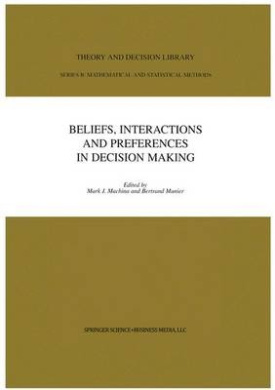 THEORY AND DECISION LIBRARY
SERIES B: MATHEMATICAL AND STATISTICAL METHODS
BELIEFS, INTERACTIONS
AND PREFERENCES
IN DECISION MAKING
Edited by
Mark J. Machina and Bertrand Munier
SPRINGER SCIENCE+BUSINESS MEDIA, LLC